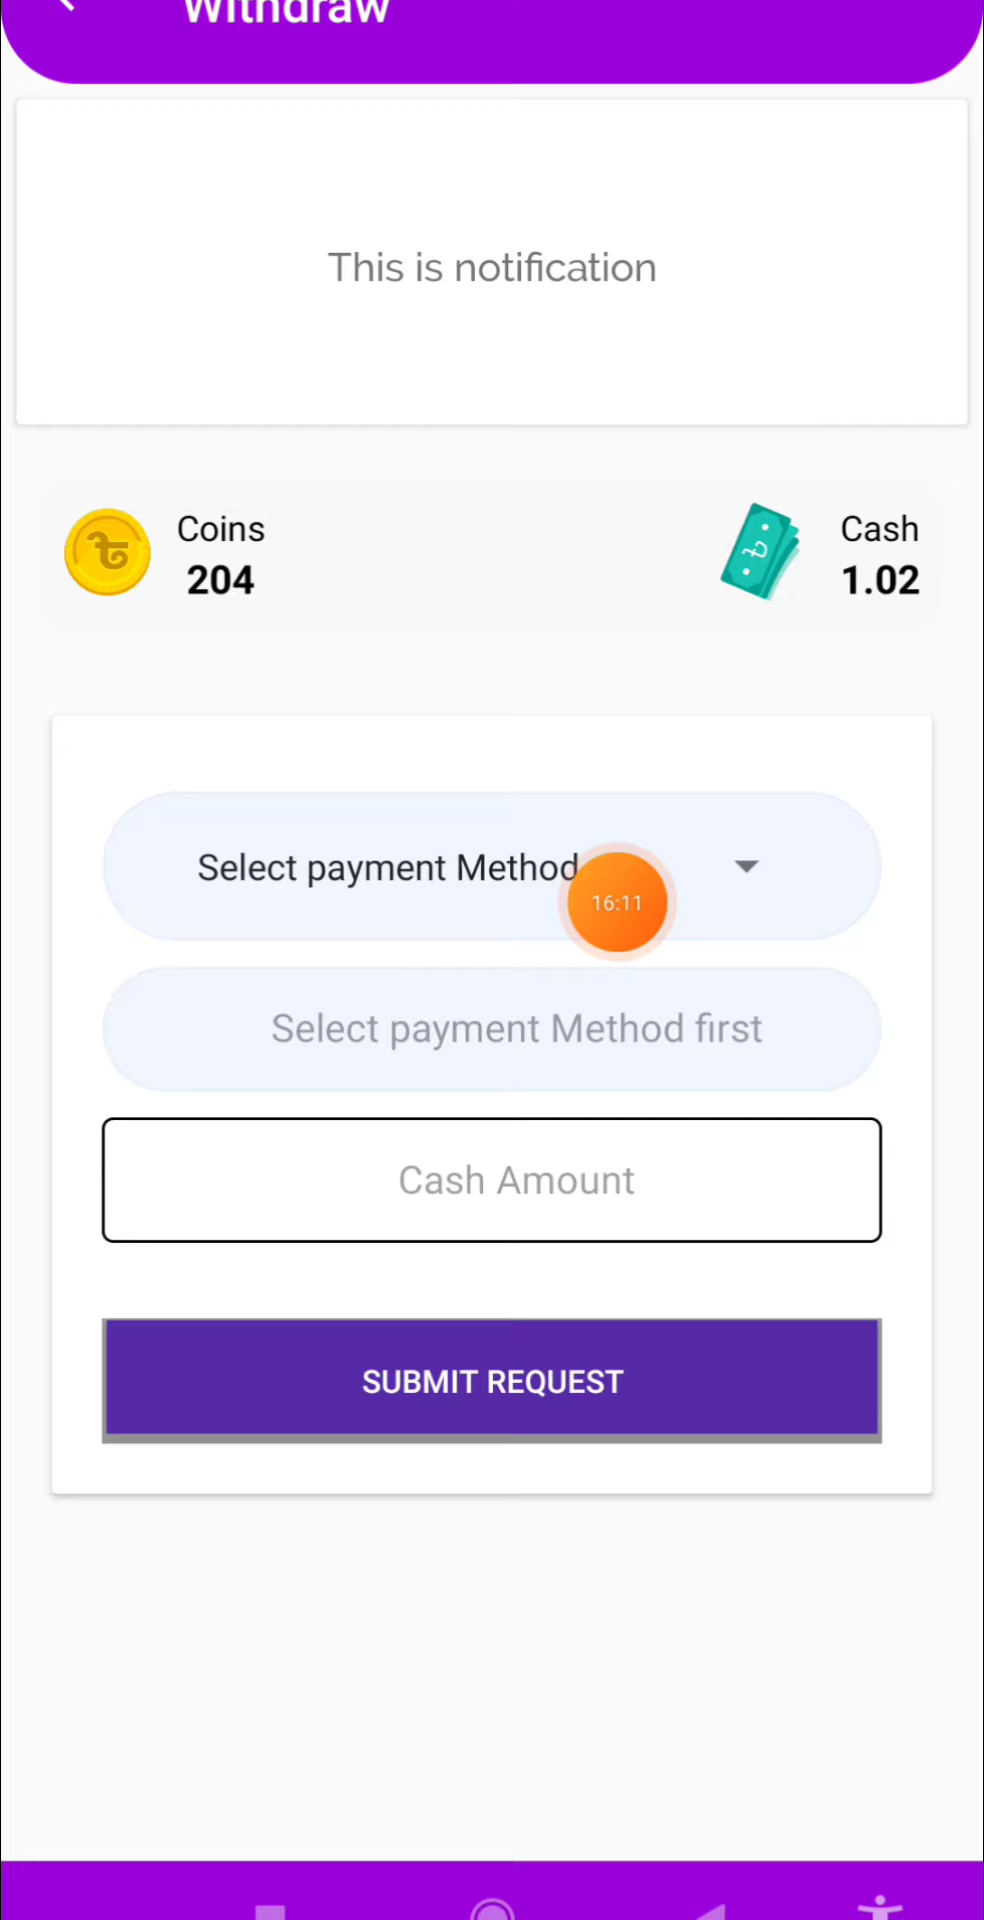 Withdraw
This is notification
Coins
204
Cash
1.02
Select payment Method
16:11
Select payment Method first
Cash Amount
SUBMIT REQUEST